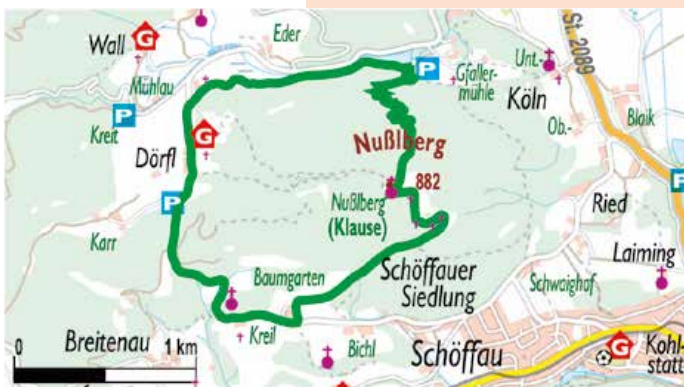 Wall
G
Mühlau
Eder
P
Gfaller-
mühle
Unt.-
Köln
Ob.-
St. 2089
Blaik
P
Kreit
G
Dörfl
Nußlberg
882
Nußlberg
(Klause)
P
P
Karr
Ried
Laiming
Baumgarten
Schöffauer
Siedlung
Schwaighof
0
Breitenau
1 km
Kreil
Bichl
Schöffau
G
Kohl-
statt